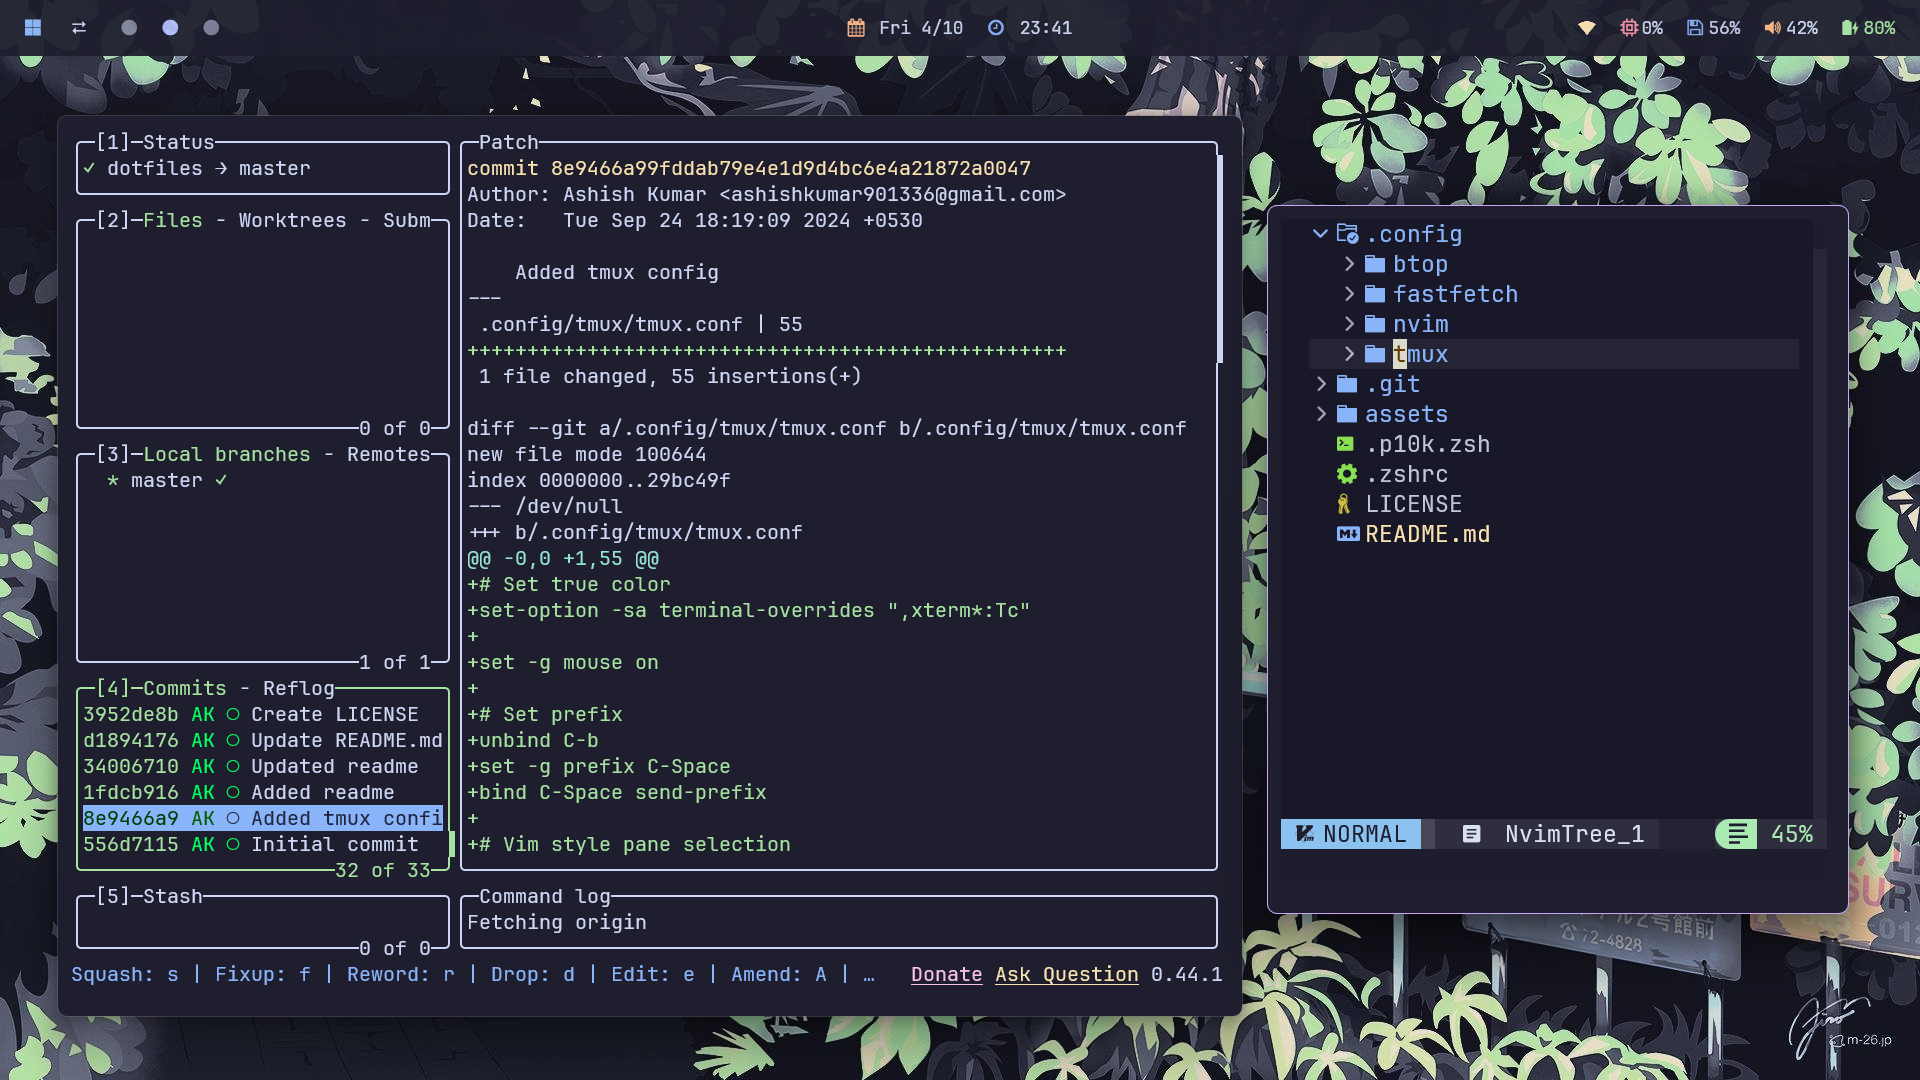 Fri 4/10 23:41 0% 56% 42% 80%
[1]─Status
✓ dotfiles → master
[2]─Files - Worktrees - Subm
0 of 0
[3]─Local branches - Remotes
* master ✓
1 of 1
[4]─Commits - Reflog
3952de8b AK ○ Create LICENSE
d1894176 AK ○ Update README.md
34006710 AK ○ Updated readme
1fdcb916 AK ○ Added readme
8e9466a9 AK ○ Added tmux confi
556d7115 AK ○ Initial commit
32 of 33
[5]─Stash
0 of 0
Patch
commit 8e9466a99fddab79e4e1d9d4bc6e4a21872a0047
Author: Ashish Kumar <ashishkumar901336@gmail.com>
Date:   Tue Sep 24 18:19:09 2024 +0530
Added tmux config
---
.config/tmux/tmux.conf | 55
++++++++++++++++++++++++++++++++++++++++++++++++++
1 file changed, 55 insertions(+)
diff --git a/.config/tmux/tmux.conf b/.config/tmux/tmux.conf
new file mode 100644
index 0000000..29bc49f
--- /dev/null
+++ b/.config/tmux/tmux.conf
@@ -0,0 +1,55 @@
+# Set true color
+set-option -sa terminal-overrides ",xterm*:Tc"
+
+set -g mouse on
+
+# Set prefix
+unbind C-b
+set -g prefix C-Space
+bind C-Space send-prefix
+
+# Vim style pane selection
Command log
Fetching origin
Squash: s | Fixup: f | Reword: r | Drop: d | Edit: e | Amend: A | … Donate Ask Question 0.44.1
.config
btop
fastfetch
nvim
tmux
.git
assets
.p10k.zsh
.zshrc
LICENSE
README.md
NORMAL NvimTree_1 45%
2号館前
72-4828
m-26.jp